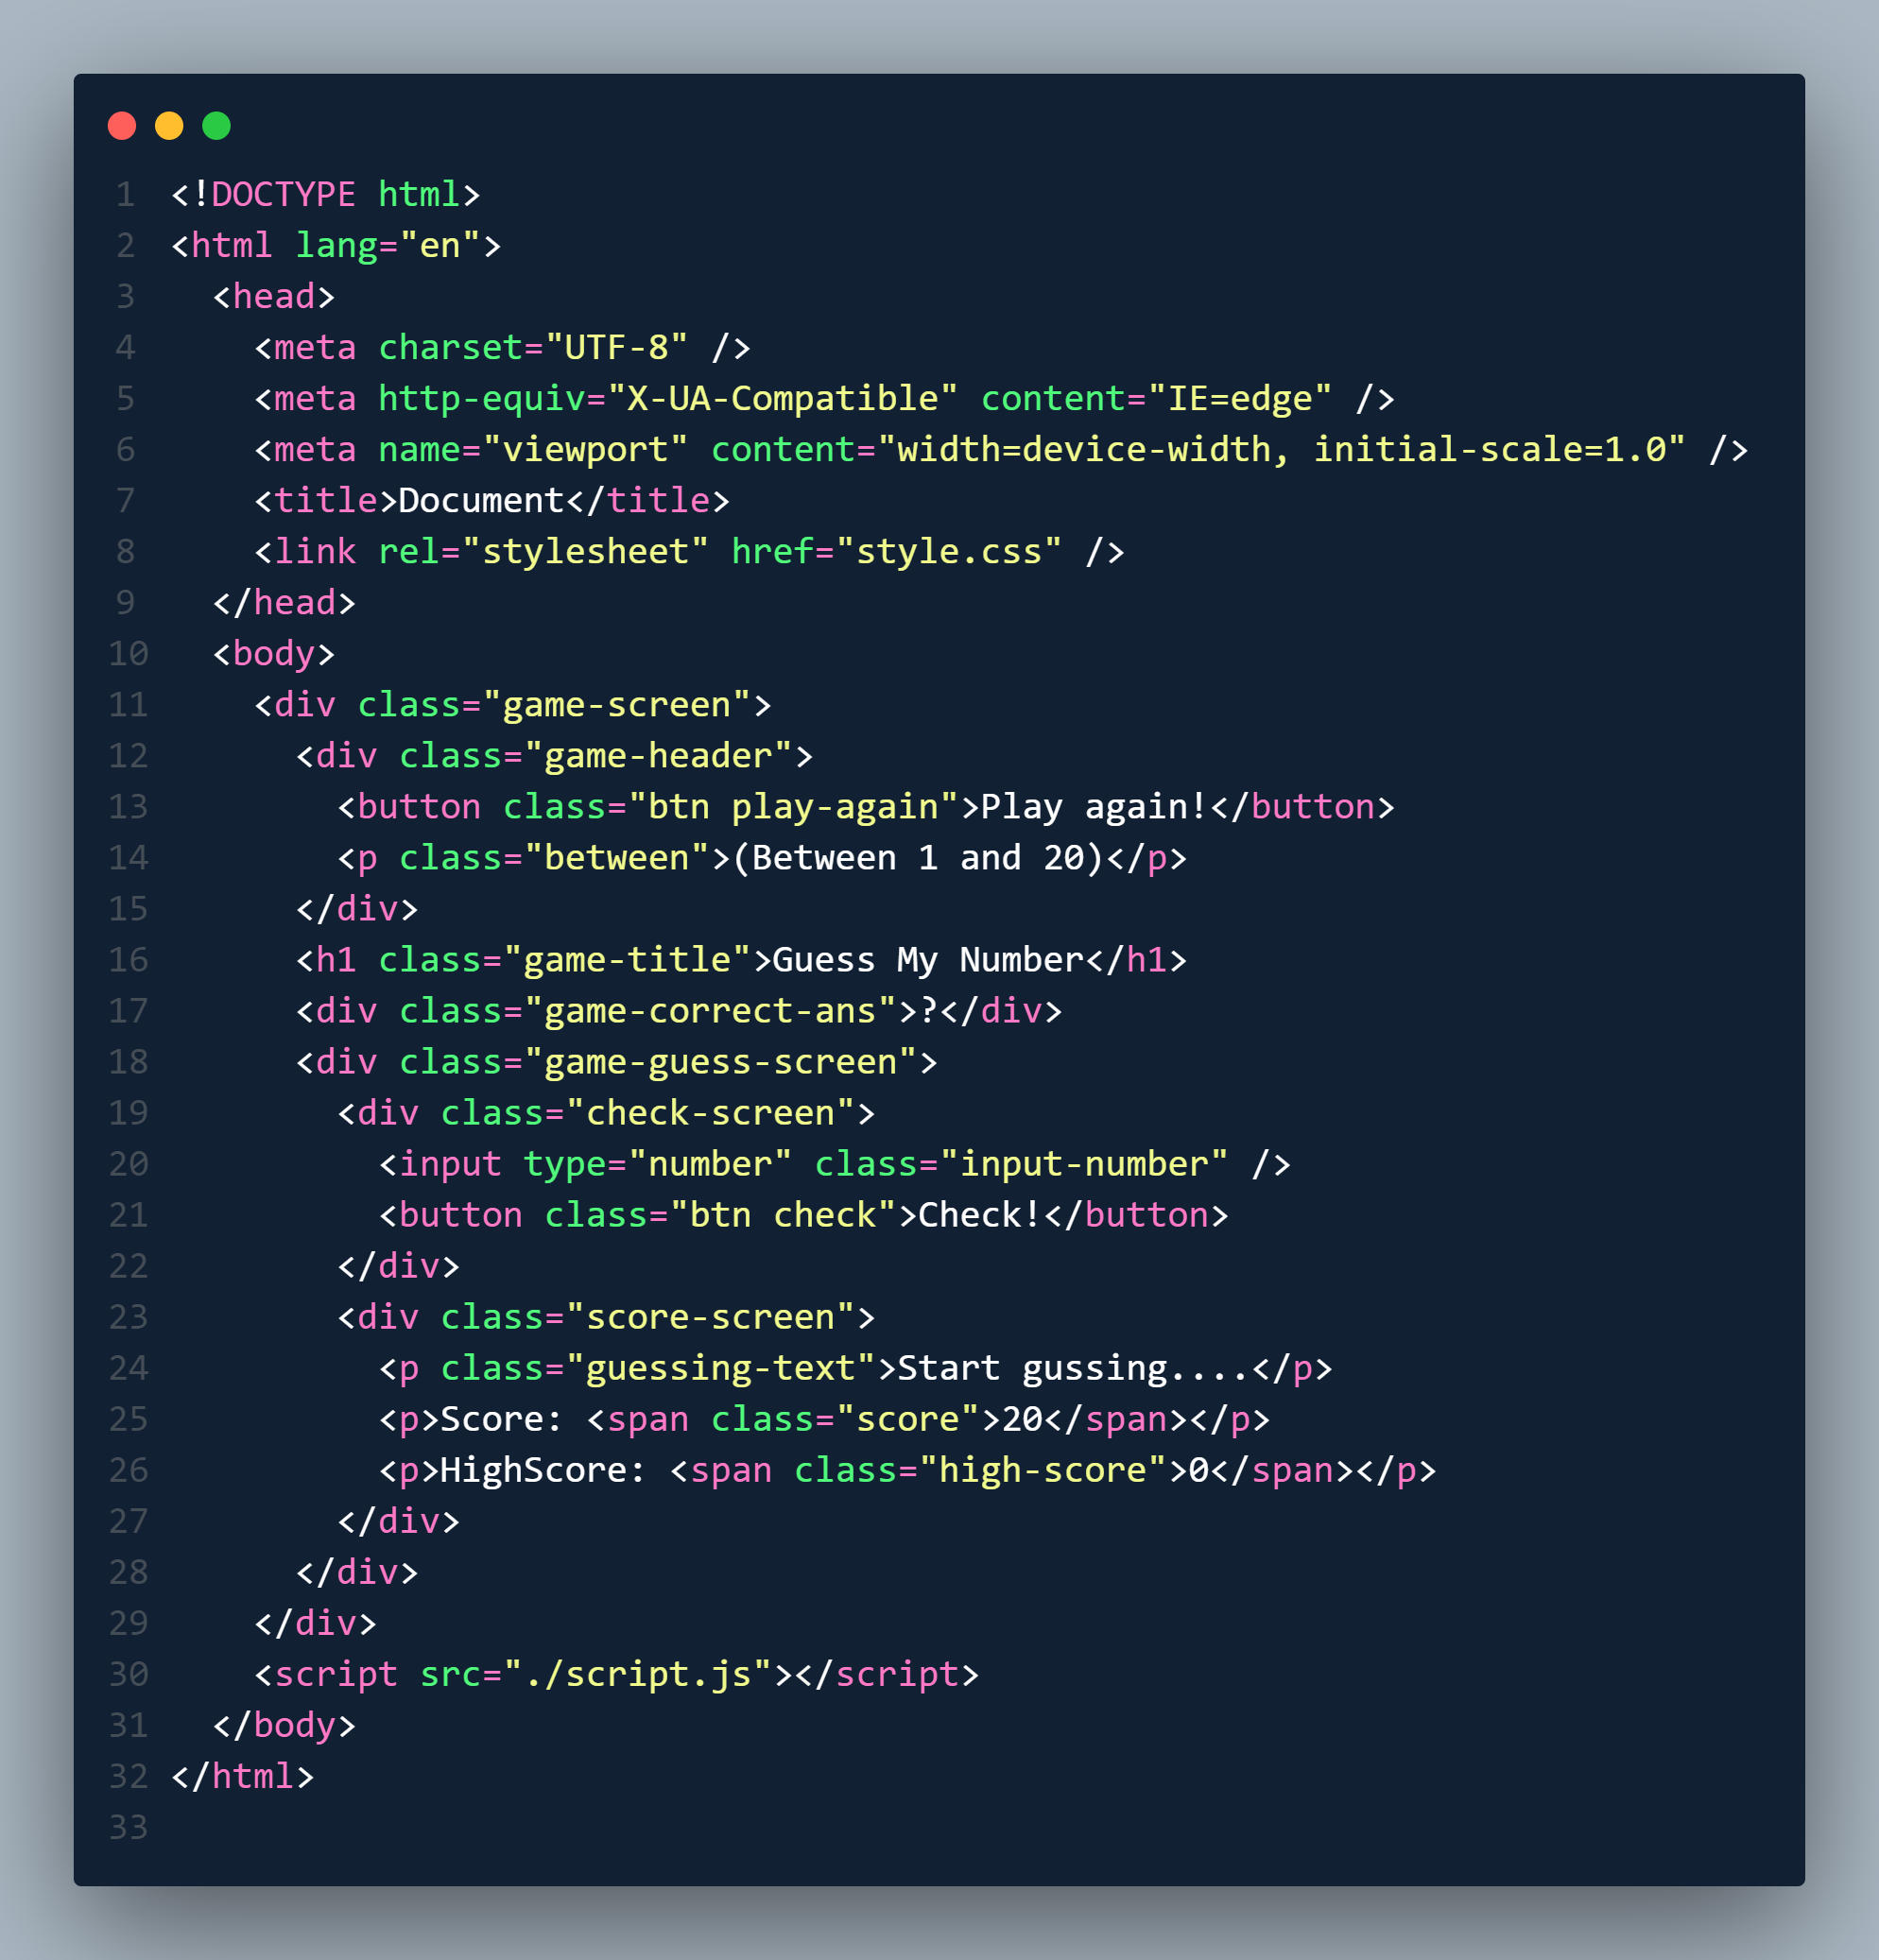 1 <!DOCTYPE html>
2 <html lang="en">
3   <head>
4     <meta charset="UTF-8" />
5     <meta http-equiv="X-UA-Compatible" content="IE=edge" />
6     <meta name="viewport" content="width=device-width, initial-scale=1.0" />
7     <title>Document</title>
8     <link rel="stylesheet" href="style.css" />
9   </head>
10   <body>
11     <div class="game-screen">
12       <div class="game-header">
13         <button class="btn play-again">Play again!</button>
14         <p class="between">(Between 1 and 20)</p>
15       </div>
16       <h1 class="game-title">Guess My Number</h1>
17       <div class="game-correct-ans">?</div>
18       <div class="game-guess-screen">
19         <div class="check-screen">
20           <input type="number" class="input-number" />
21           <button class="btn check">Check!</button>
22         </div>
23         <div class="score-screen">
24           <p class="guessing-text">Start gussing....</p>
25           <p>Score: <span class="score">20</span></p>
26           <p>HighScore: <span class="high-score">0</span></p>
27         </div>
28       </div>
29     </div>
30     <script src="./script.js"></script>
31   </body>
32 </html>
33